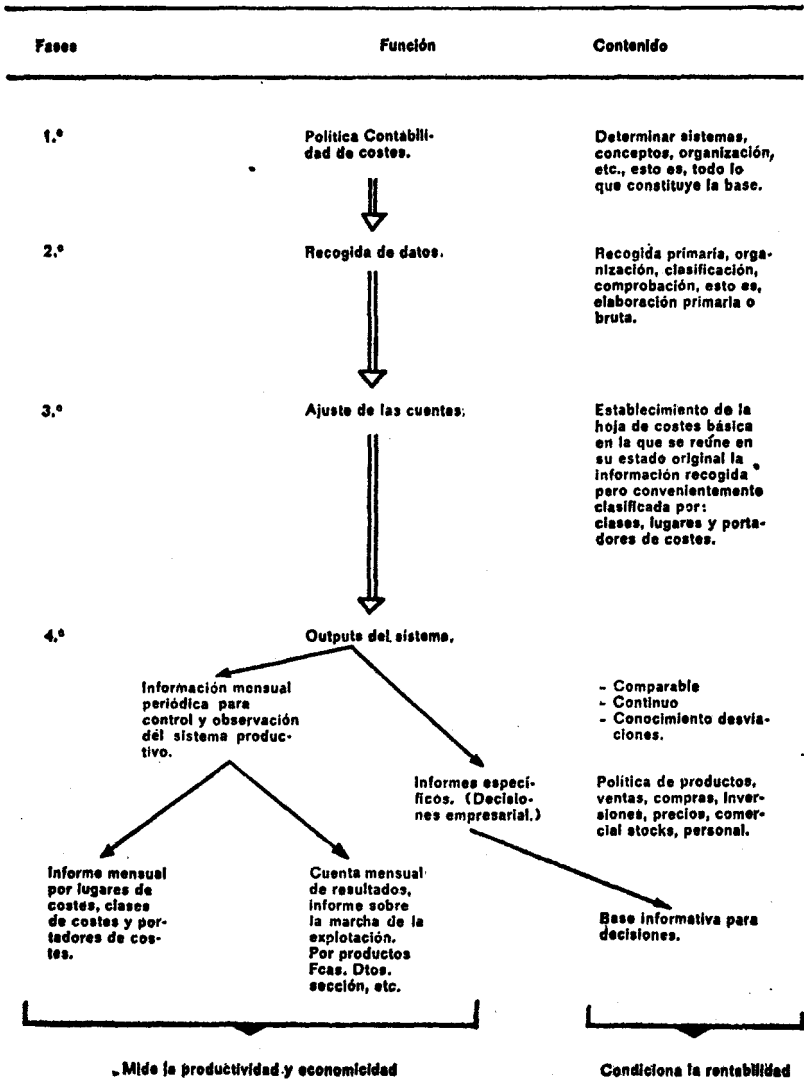 Fases Función Contenido
1.ª Política Contabili- Determinar sistemas,
dad de costes. conceptos, organización,
etc., esto es, todo lo
que constituye la base.
2.ª Recogida de datos. Recogida primaria, orga-
nización, clasificación,
comprobación, esto es,
elaboración primaria o
bruta.
3.ª Ajuste de las cuentas. Establecimiento de la
hoja de costes básica
en la que se reúne en
su estado original la
información recogida
pero convenientemente
clasificada por:
clases, lugares y porta-
dores de costes.
4.ª Outputs del sistema.
Información mensual
periódica para
control y observación
del sistema produc-
tivo.
- Comparable
- Continuo
- Conocimiento desvia-
ciones.
Informes especí-
ficos. (Decisio-
nes empresarial.)
Política de productos,
ventas, compras, inver-
siones, precios, comer-
cial stocks, personal.
Informe mensual
por lugares de
costes, clases
de costes y por-
tadores de cos-
tes.
Cuenta mensual
de resultados,
informe sobre
la marcha de la
explotación.
Por productos
Fcas. Dtos.
sección, etc.
Base informativa para
decisiones.
Mide la productividad y economicidad
Condiciona la rentabilidad